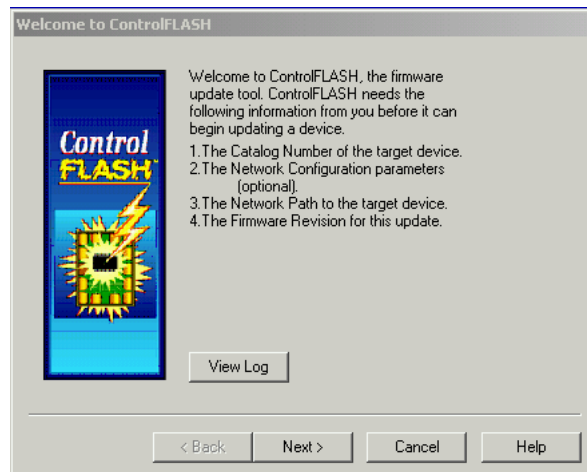 Welcome to ControlFLASH
Welcome to ControlFLASH, the firmware
update tool. ControlFLASH needs the
following information from you before it can
begin updating a device.
1.The Catalog Number of the target device.
2.The Network Configuration parameters
(optional).
3.The Network Path to the target device.
4.The Firmware Revision for this update.
Control
FLASH
View Log
< Back
Next >
Cancel
Help